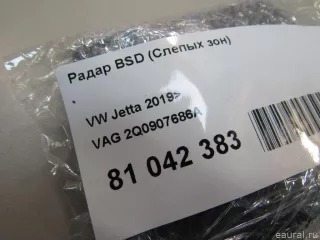 Радар BSD (Слепых зон)
VW Jetta 2019>
VAG 2Q0907686A
81 042 383
eaural.ru